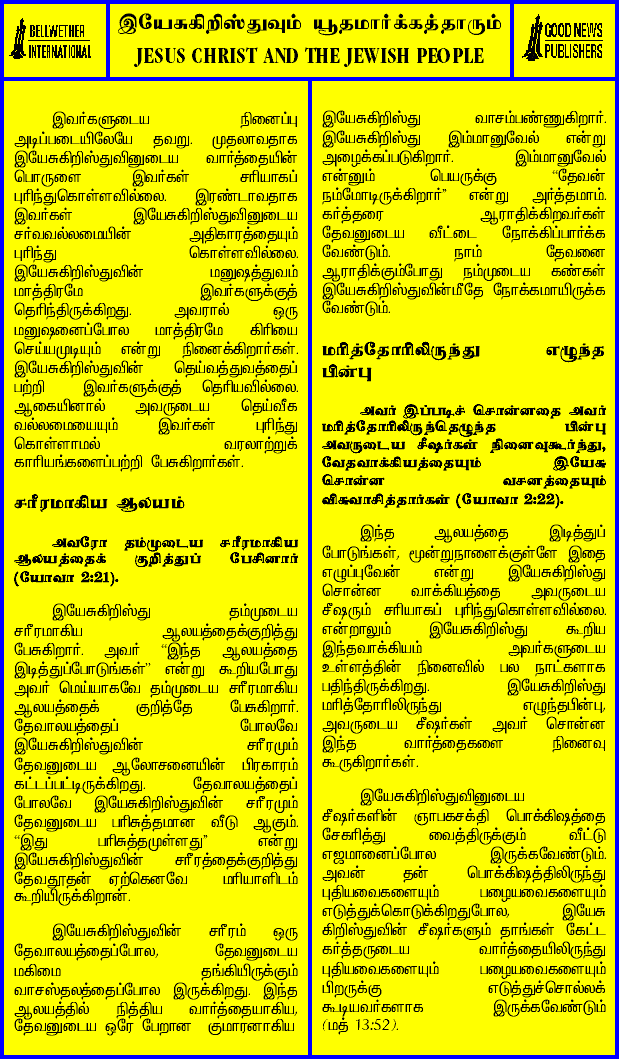 BELLWETHER
INTERNATIONAL
இயேசுகிறிஸ்துவும் யூதமார்க்கத்தாரும்
JESUS CHRIST AND THE JEWISH PEOPLE
GOOD NEWS
PUBLISHERS
இவர்களுடைய நினைப்பு
அடிப்படையிலேயே தவறு. முதலாவதாக
இயேசுகிறிஸ்துவினுடைய வார்த்தையின்
பொருளை இவர்கள் சரியாகப்
புரிந்துகொள்ளவில்லை. இரண்டாவதாக
இவர்கள் இயேசுகிறிஸ்துவினுடைய
சர்வவல்லமையின் அதிகாரத்தையும்
புரிந்து கொள்ளவில்லை.
இயேசுகிறிஸ்துவின் மனுஷத்துவம்
மாத்திரமே இவர்களுக்குத்
தெரிந்திருக்கிறது. அவரால் ஒரு
மனுஷனைப்போல மாத்திரமே கிரியை
செய்யமுடியும் என்று நினைக்கிறார்கள்.
இயேசுகிறிஸ்துவின் தெய்வத்துவத்தைப்
பற்றி இவர்களுக்குத் தெரியவில்லை.
ஆகையினால் அவருடைய தெய்வீக
வல்லமையையும் இவர்கள் புரிந்து
கொள்ளாமல் வரலாற்றுக்
காரியங்களைப்பற்றி பேசுகிறார்கள்.
சரீரமாகிய ஆலயம்
அவரோ தம்முடைய சரீரமாகிய
ஆலயத்தைக் குறித்துப் பேசினார்
(யோவா 2:21).
இயேசுகிறிஸ்து தம்முடைய
சரீரமாகிய ஆலயத்தைக்குறித்து
பேசுகிறார். அவர் “இந்த ஆலயத்தை
இடித்துப்போடுங்கள்” என்று கூறியபோது
அவர் மெய்யாகவே தம்முடைய சரீரமாகிய
ஆலயத்தைக் குறித்தே பேசுகிறார்.
தேவாலயத்தைப் போலவே
இயேசுகிறிஸ்துவின் சரீரமும்
தேவனுடைய ஆலோசனையின் பிரகாரம்
கட்டப்பட்டிருக்கிறது. தேவாலயத்தைப்
போலவே இயேசுகிறிஸ்துவின் சரீரமும்
தேவனுடைய பரிசுத்தமான வீடு ஆகும்.
“இது பரிசுத்தமுள்ளது” என்று
இயேசுகிறிஸ்துவின் சரீரத்தைக்குறித்து
தேவதூதன் ஏற்கெனவே மரியாளிடம்
கூறியிருக்கிறான்.
இயேசுகிறிஸ்துவின் சரீரம் ஒரு
தேவாலயத்தைப்போல, தேவனுடைய
மகிமை தங்கியிருக்கும்
வாசஸ்தலத்தைப்போல இருக்கிறது. இந்த
ஆலயத்தில் நித்திய வார்த்தையாகிய,
தேவனுடைய ஒரே பேறான குமாரனாகிய
இயேசுகிறிஸ்து வாசம்பண்ணுகிறார்.
இயேசுகிறிஸ்து இம்மானுவேல் என்று
அழைக்கப்படுகிறார். இம்மானுவேல்
என்னும் பெயருக்கு “தேவன்
நம்மோடிருக்கிறார்” என்று அர்த்தமாம்.
கர்த்தரை ஆராதிக்கிறவர்கள்
தேவனுடைய வீட்டை நோக்கிப்பார்க்க
வேண்டும். நாம் தேவனை
ஆராதிக்கும்போது நம்முடைய கண்கள்
இயேசுகிறிஸ்துவின்மீதே நோக்கமாயிருக்க
வேண்டும்.
மரித்தோரிலிருந்து எழுந்த
பின்பு
அவர் இப்படிச் சொன்னதை அவர்
மரித்தோரிலிருந்தெழுந்த பின்பு
அவருடைய சீஷர்கள் நினைவுகூர்ந்து,
வேதவாக்கியத்தையும் இயேசு
சொன்ன வசனத்தையும்
விசுவாசித்தார்கள் (யோவா 2:22).
இந்த ஆலயத்தை இடித்துப்
போடுங்கள், மூன்றுநாளைக்குள்ளே இதை
எழுப்புவேன் என்று இயேசுகிறிஸ்து
சொன்ன வாக்கியத்தை அவருடைய
சீஷரும் சரியாகப் புரிந்துகொள்ளவில்லை.
என்றாலும் இயேசுகிறிஸ்து கூறிய
இந்தவாக்கியம் அவர்களுடைய
உள்ளத்தின் நினைவில் பல நாட்களாக
பதிந்திருக்கிறது. இயேசுகிறிஸ்து
மரித்தோரிலிருந்து எழுந்தபின்பு,
அவருடைய சீஷர்கள் அவர் சொன்ன
இந்த வார்த்தைகளை நினைவு
கூருகிறார்கள்.
இயேசுகிறிஸ்துவினுடைய
சீஷர்களின் ஞாபகசக்தி பொக்கிஷத்தை
சேகரித்து வைத்திருக்கும் வீட்டு
எஜமானைப்போல இருக்கவேண்டும்.
அவன் தன் பொக்கிஷத்திலிருந்து
புதியவைகளையும் பழையவைகளையும்
எடுத்துக்கொடுக்கிறதுபோல, இயேசு
கிறிஸ்துவின் சீஷர்களும் தாங்கள் கேட்ட
கர்த்தருடைய வார்த்தையிலிருந்து
புதியவைகளையும் பழையவைகளையும்
பிறருக்கு எடுத்துச்சொல்லக்
கூடியவர்களாக இருக்கவேண்டும்
(மத் 13:52).